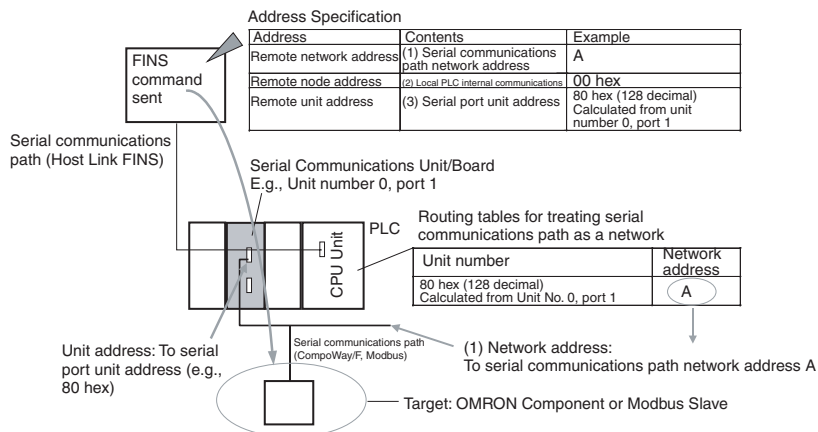 Address Specification
Address Contents Example
Remote network address (1) Serial communications path network address A
Remote node address (2) Local PLC internal communications 00 hex
Remote unit address (3) Serial port unit address 80 hex (128 decimal)
Calculated from unit
number 0, port 1
FINS
command
sent
Serial communications
path (Host Link FINS)
Serial Communications Unit/Board
E.g., Unit number 0, port 1
PLC
CPU Unit
Routing tables for treating serial
communications path as a network
Unit number Network address
80 hex (128 decimal)
Calculated from Unit No. 0, port 1
A
Unit address: To serial
port unit address (e.g.,
80 hex)
Serial communications path
(CompoWay/F, Modbus)
(1) Network address:
To serial communications path network address A
Target: OMRON Component or Modbus Slave